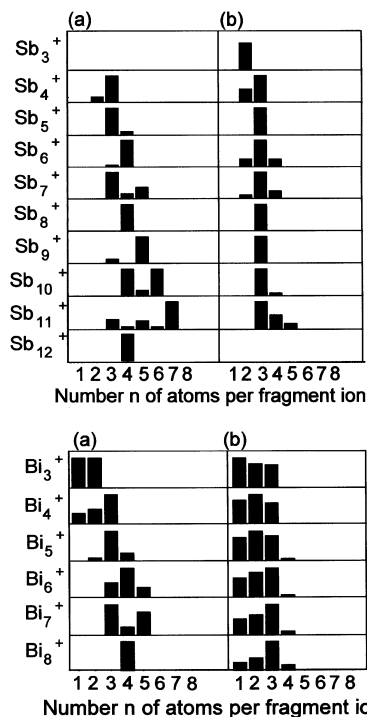 (a) (b)
Sb3+
Sb4+
Sb5+
Sb6+
Sb7+
Sb8+
Sb9+
Sb10+
Sb11+
Sb12+
1 2 3 4 5 6 7 8 1 2 3 4 5 6 7 8
Number n of atoms per fragment ion
(a) (b)
Bi3+
Bi4+
Bi5+
Bi6+
Bi7+
Bi8+
1 2 3 4 5 6 7 8 1 2 3 4 5 6 7 8
Number n of atoms per fragment io